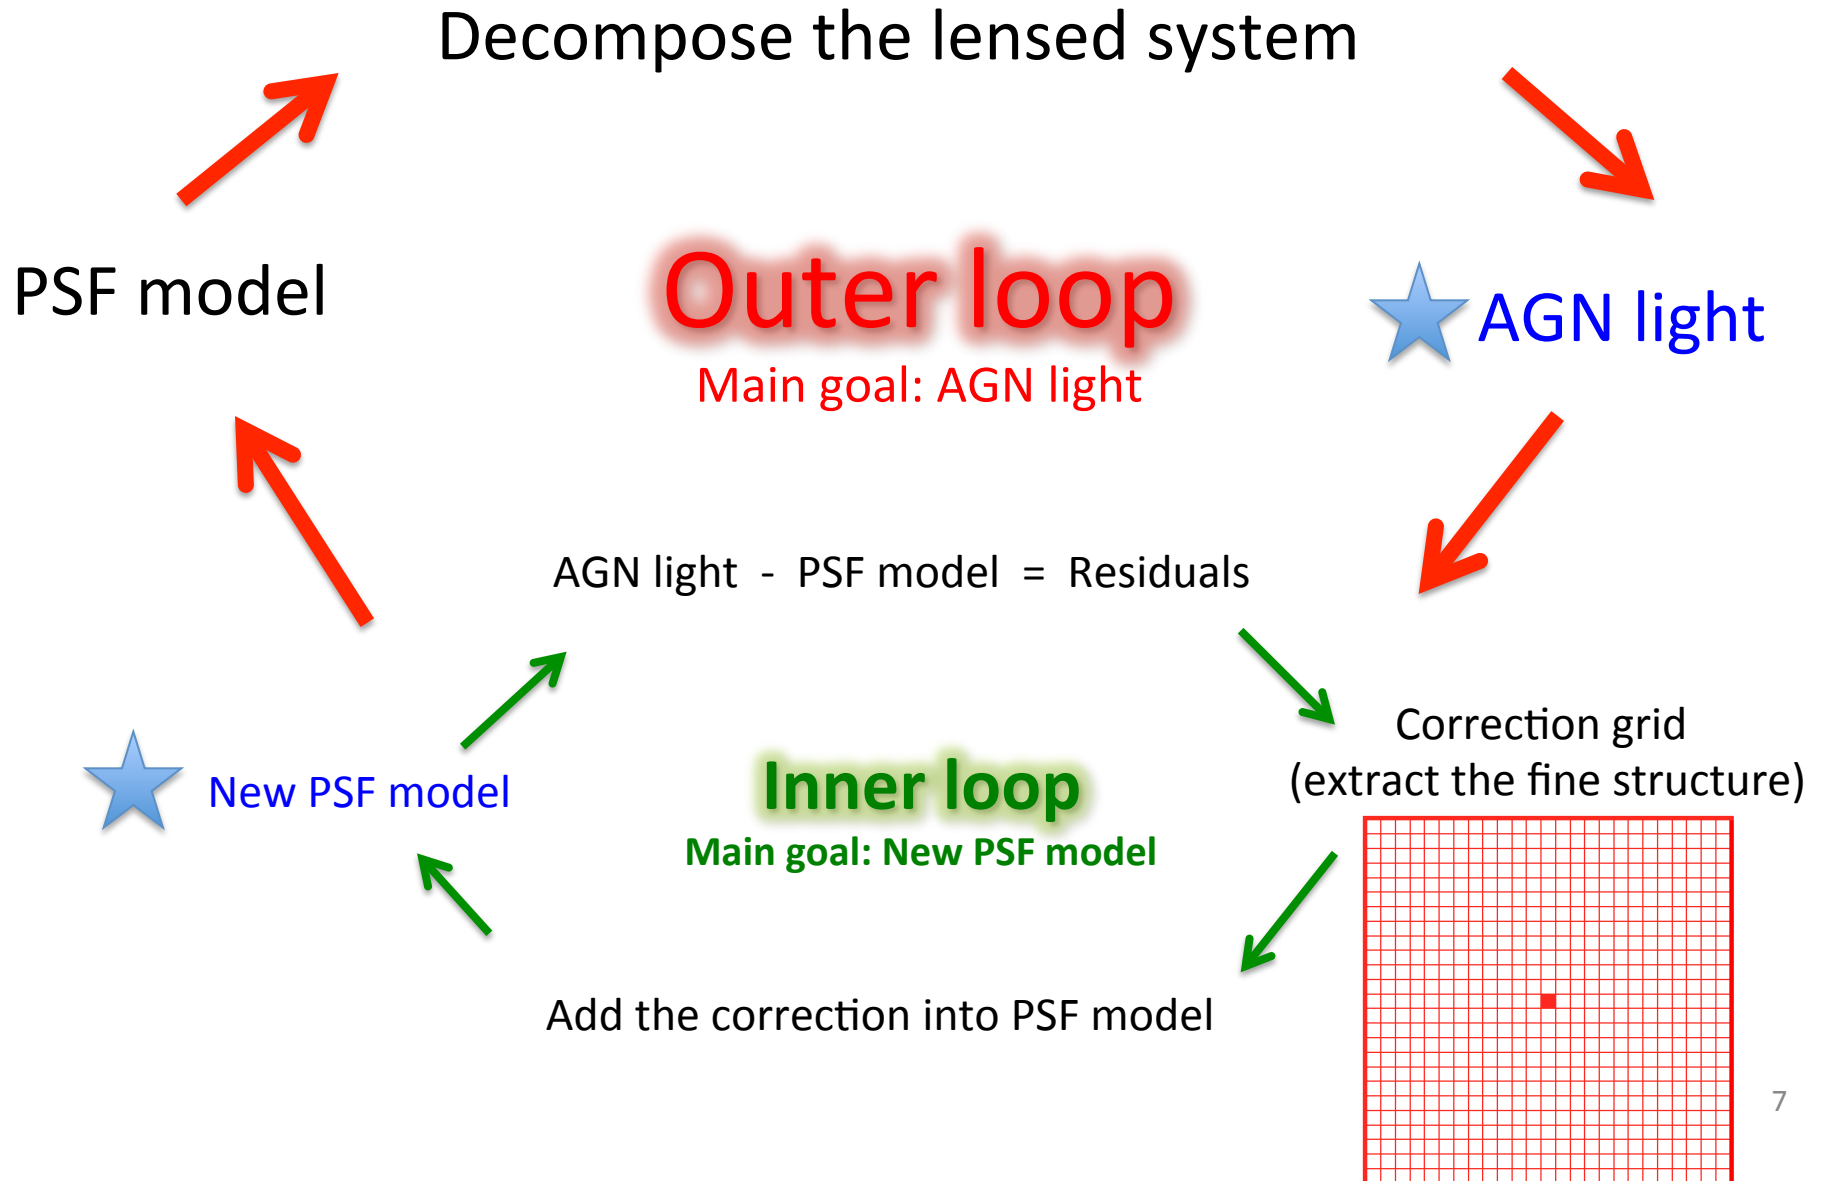 Decompose the lensed system
PSF model
Outer loop
Main goal: AGN light
AGN light
AGN light - PSF model = Residuals
Correction grid
(extract the fine structure)
New PSF model
Inner loop
Main goal: New PSF model
Add the correction into PSF model
7